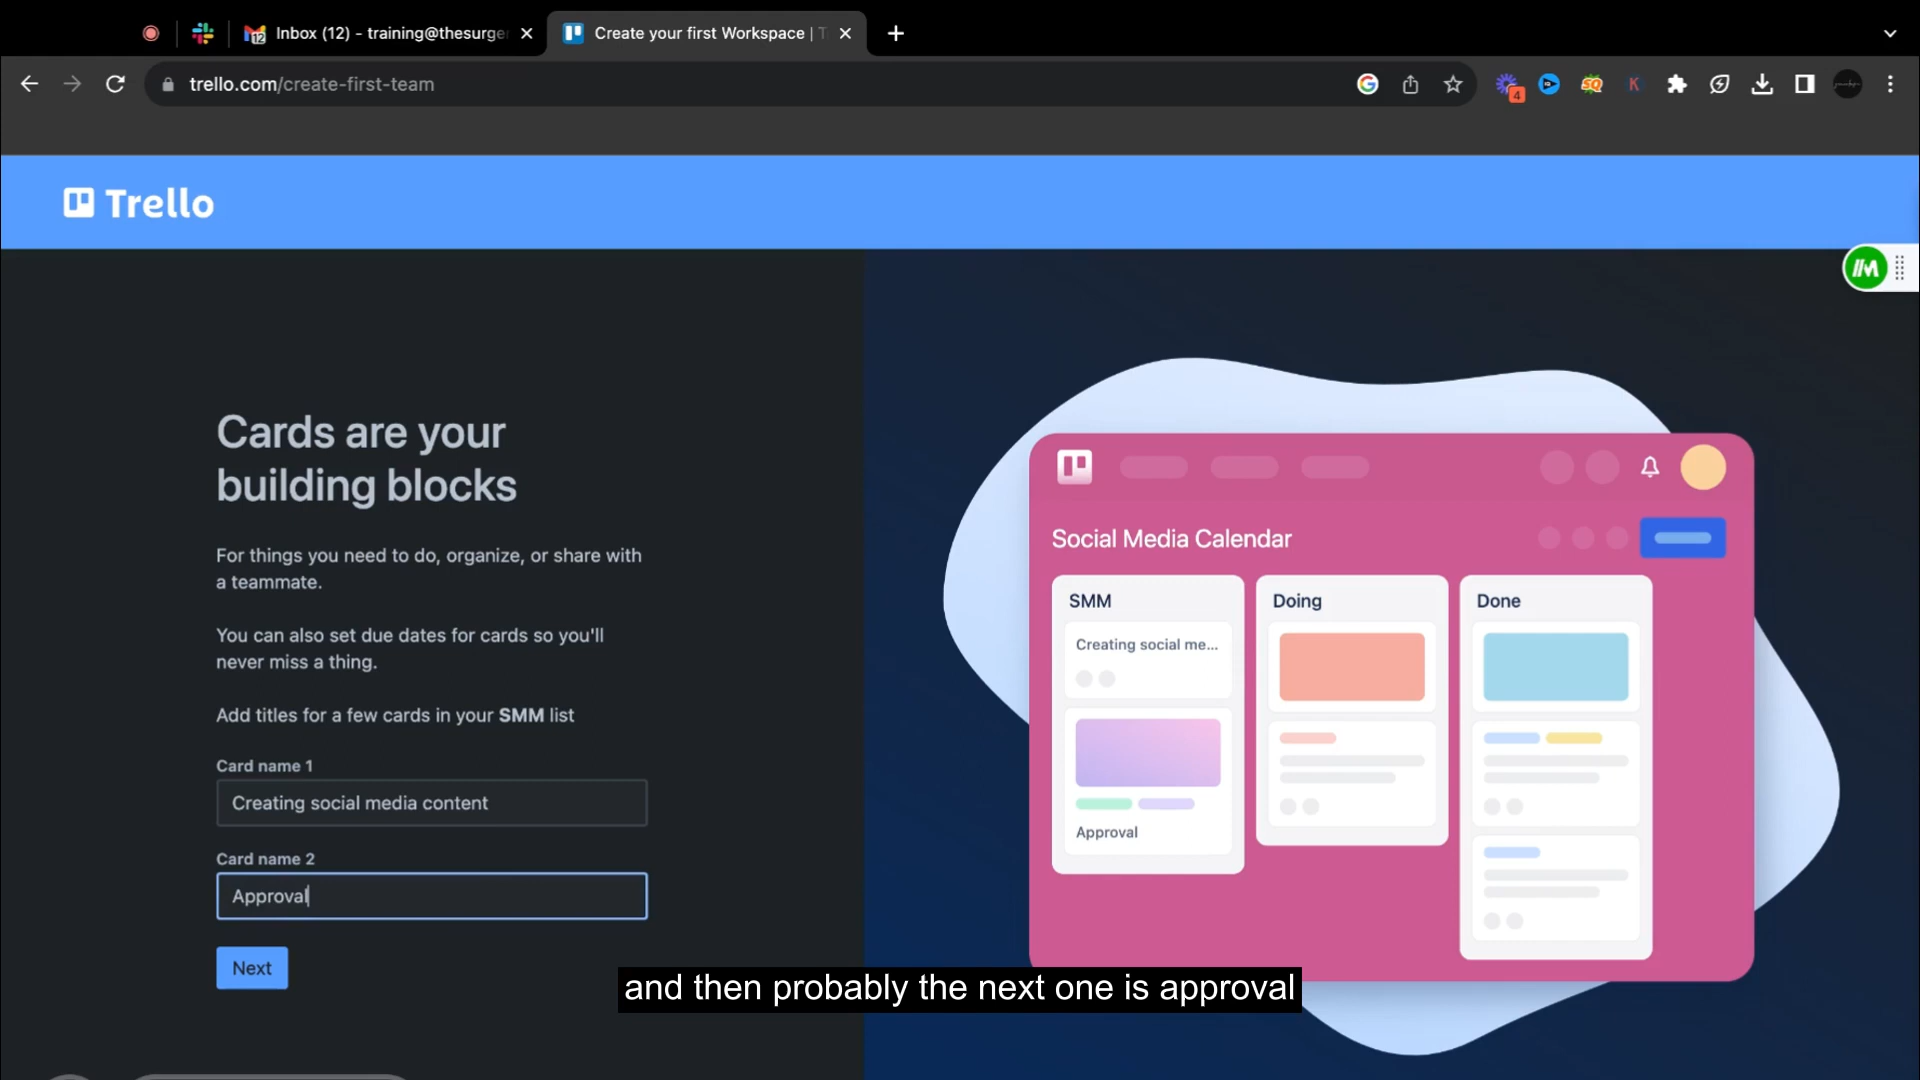 Inbox (12) - training@thesurge
Create your first Workspace | T
trello.com/create-first-team
4
12
SQ
K
Trello
Cards are your
building blocks
For things you need to do, organize, or share with
a teammate.
You can also set due dates for cards so you'll
never miss a thing.
Add titles for a few cards in your SMM list
Card name 1
Creating social media content
Card name 2
Approval
Next
Social Media Calendar
SMM
Creating social me...
Approval
Doing
Done
and then probably the next one is approval